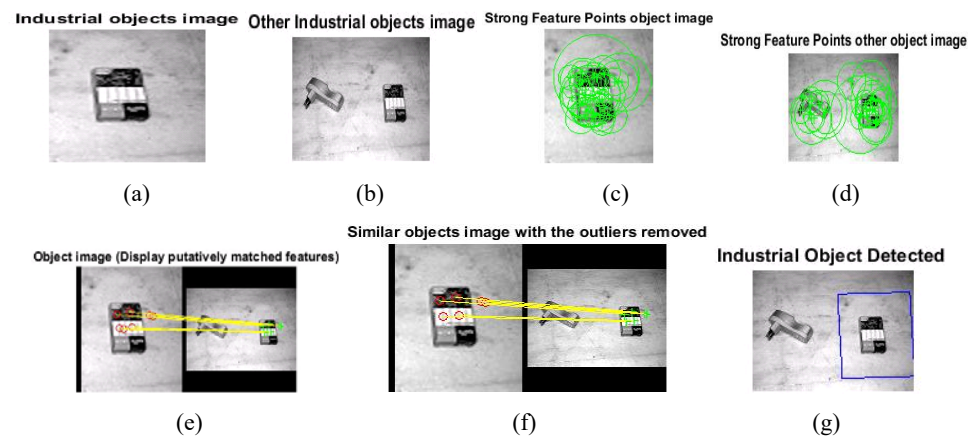 Industrial objects image
Other Industrial objects image
Strong Feature Points object image
Strong Feature Points other object image
(a)
(b)
(c)
(d)
Object image (Display putatively matched features)
Similar objects image with the outliers removed
Industrial Object Detected
(e)
(f)
(g)